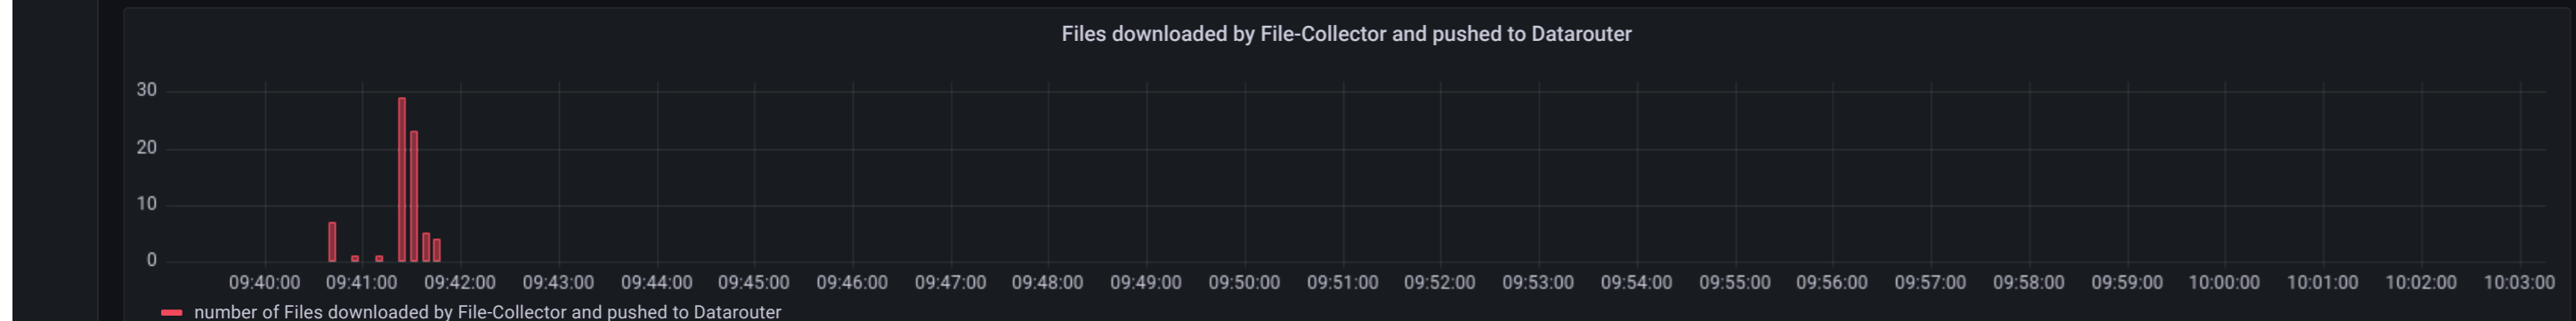 Files downloaded by File-Collector and pushed to Datarouter
30
20
10
0
09:40:00 09:41:00 09:42:00 09:43:00 09:44:00 09:45:00 09:46:00 09:47:00 09:48:00 09:49:00 09:50:00 09:51:00 09:52:00 09:53:00 09:54:00 09:55:00 09:56:00 09:57:00 09:58:00 09:59:00 10:00:00 10:01:00 10:02:00 10:03:00
number of Files downloaded by File-Collector and pushed to Datarouter